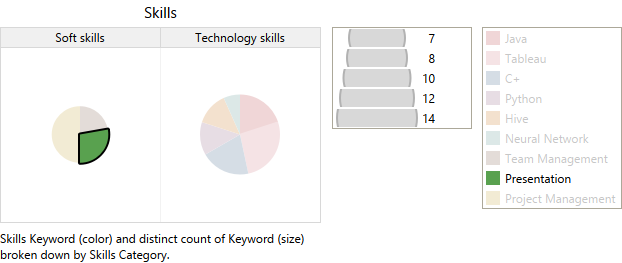 Skills
Soft skills
Technology skills
7
8
10
12
14
Java
Tableau
C+
Python
Hive
Neural Network
Team Management
Presentation
Project Management
Skills Keyword (color) and distinct count of Keyword (size)
broken down by Skills Category.